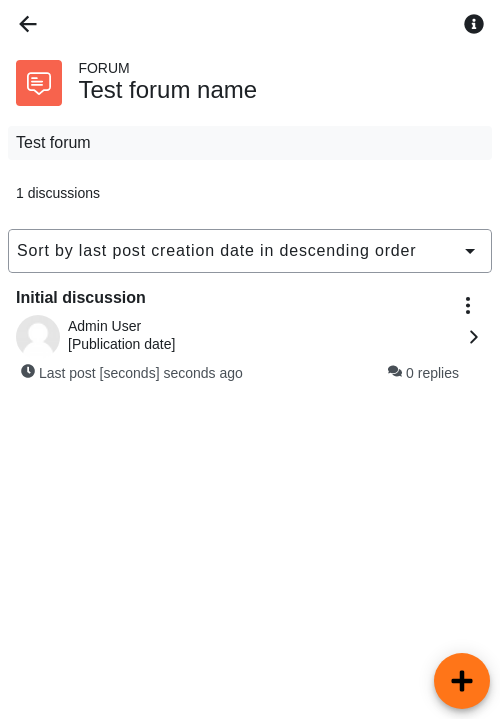 FORUM
Test forum name
Test forum
1 discussions
Sort by last post creation date in descending order
Initial discussion
Admin User
[Publication date]
Last post [seconds] seconds ago
0 replies